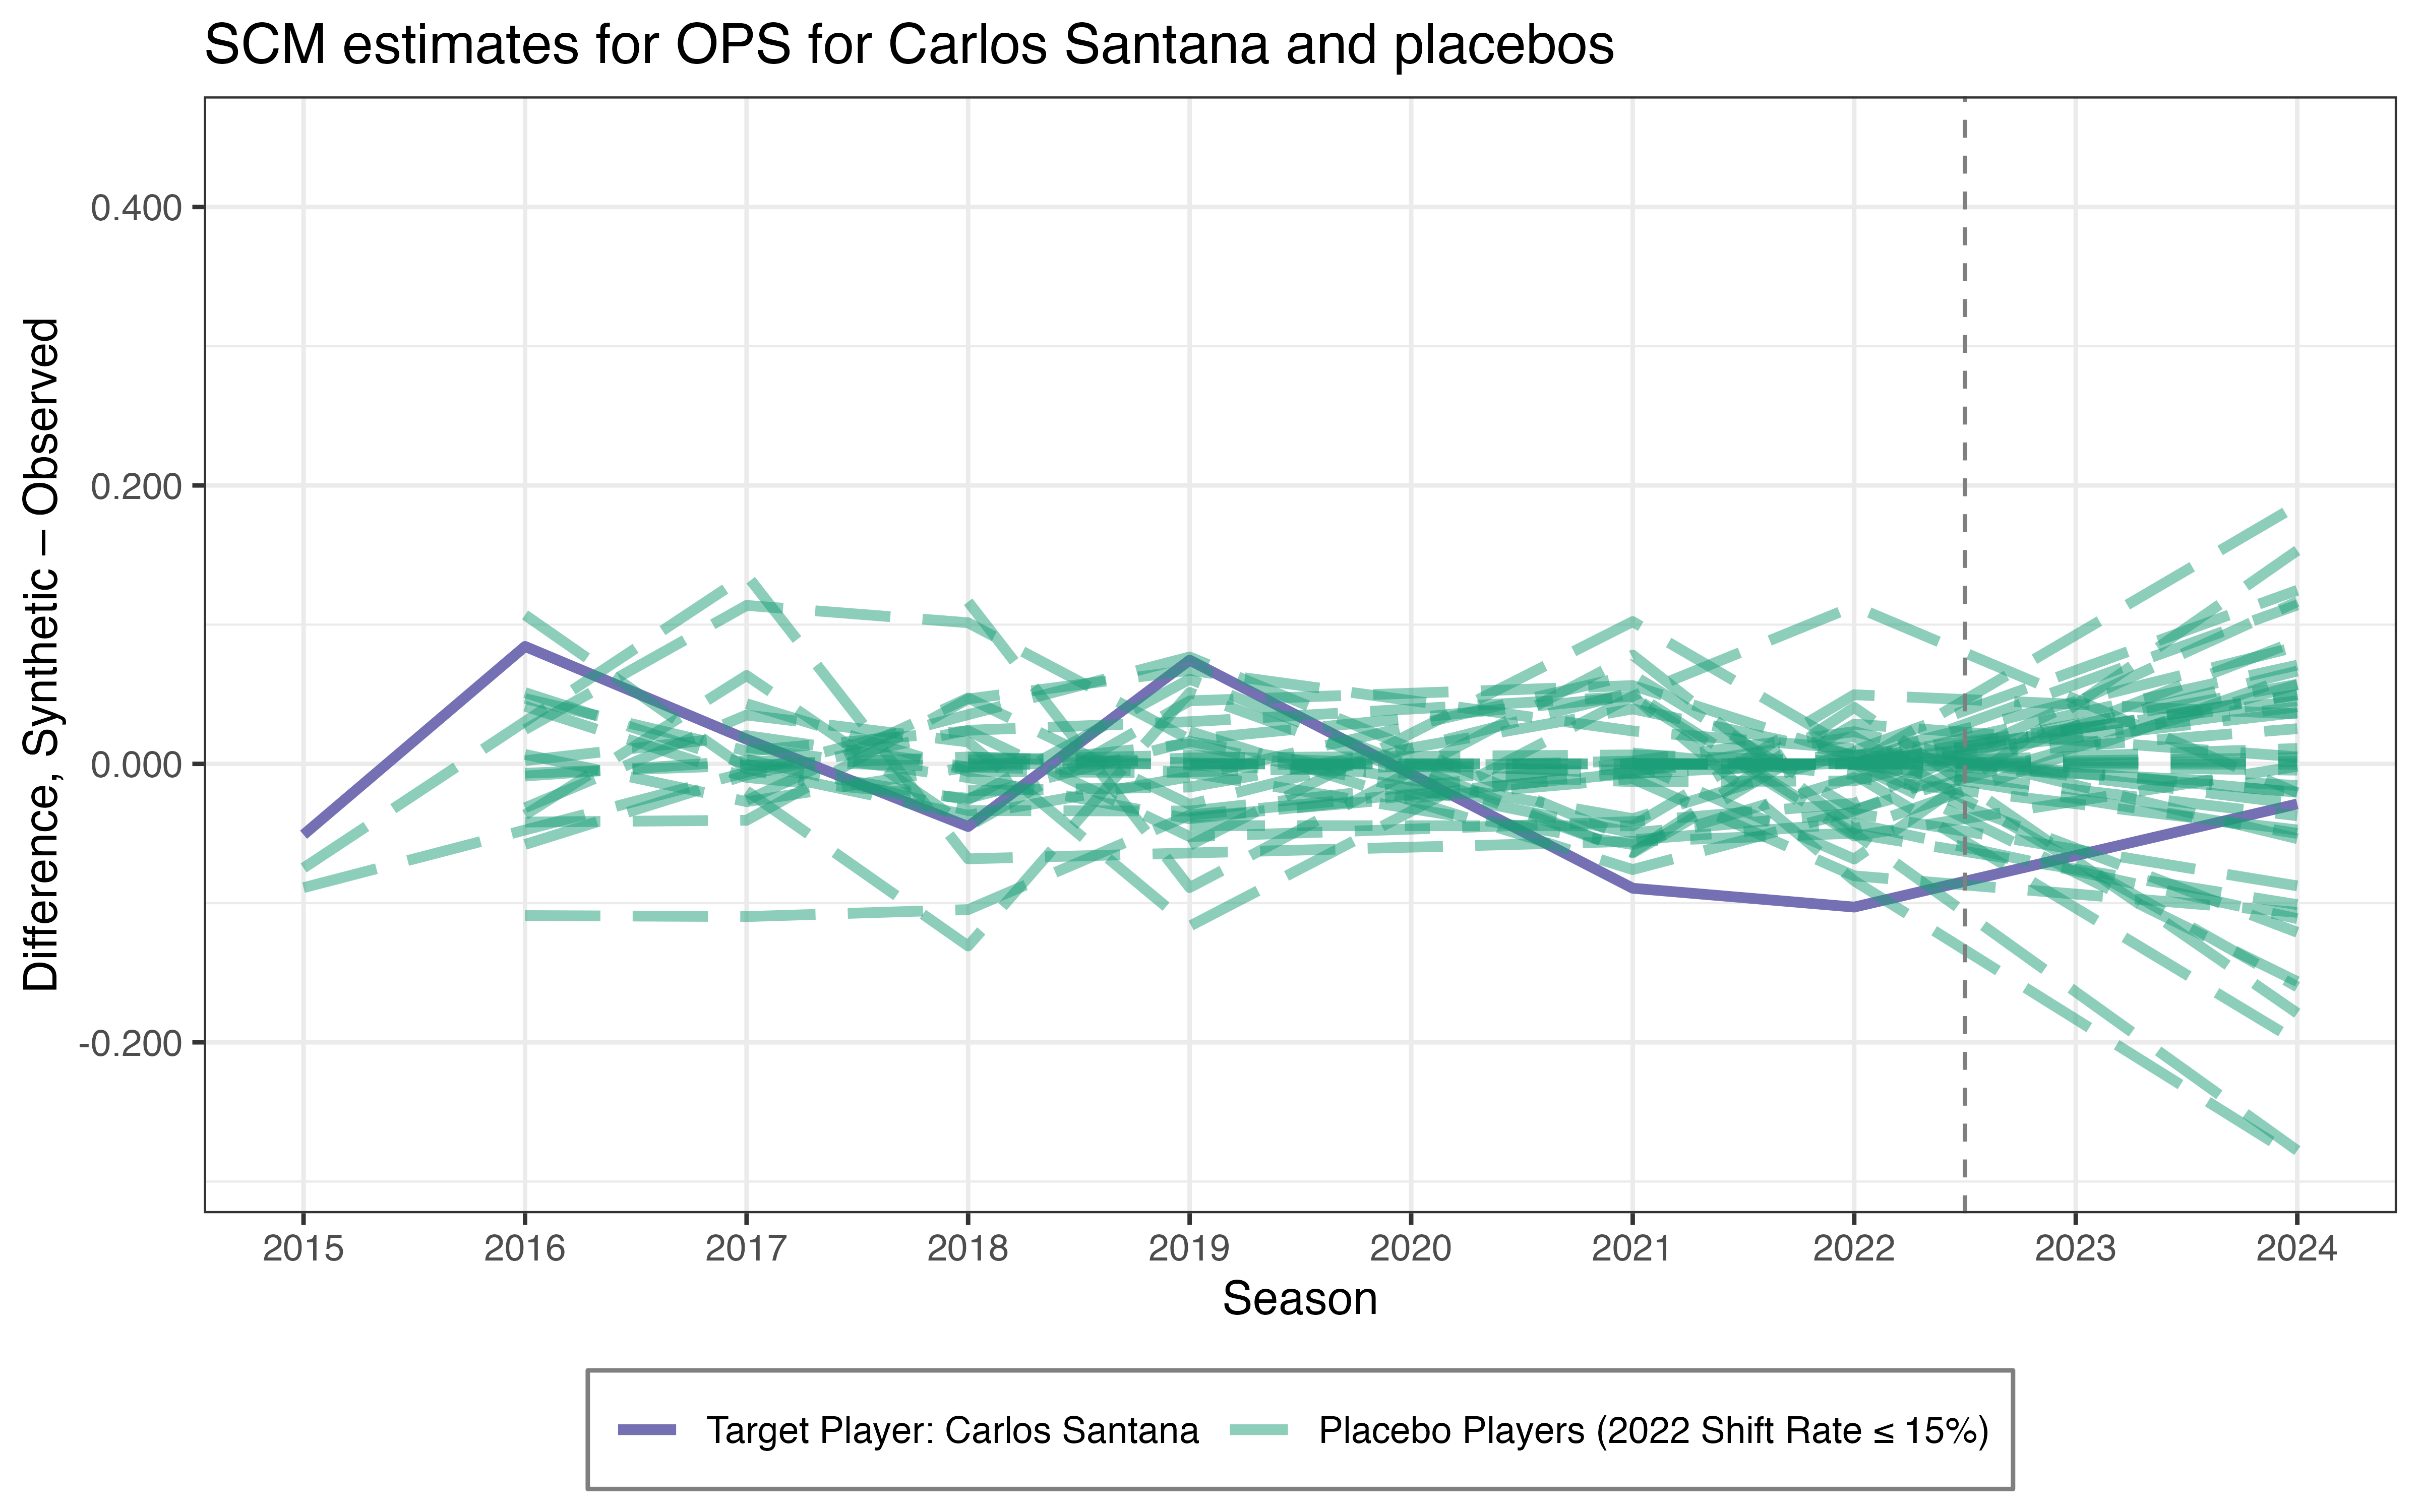 SCM estimates for OPS for Carlos Santana and placebos
Difference, Synthetic – Observed
0.400
0.200
0.000
-0.200
2015 2016 2017 2018 2019 2020 2021 2022 2023 2024
Season
Target Player: Carlos Santana Placebo Players (2022 Shift Rate ≤ 15%)